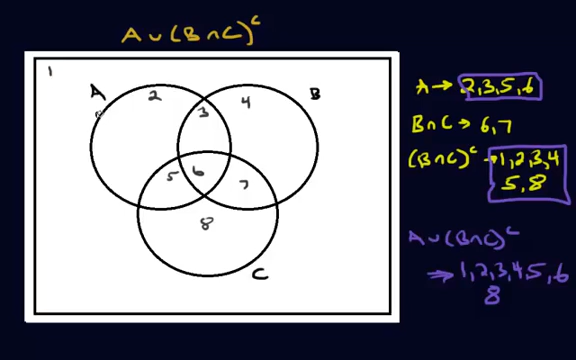 A ∪ (B ∩ C)ᶜ
1
A
B
2
3
4
5
6
7
8
C
A → 2,3,5,6
B∩C → 6,7
(B∩C)ᶜ → 1,2,3,4
5,8
A∪(B∩C)ᶜ
⇒ 1,2,3,4,5,6
8